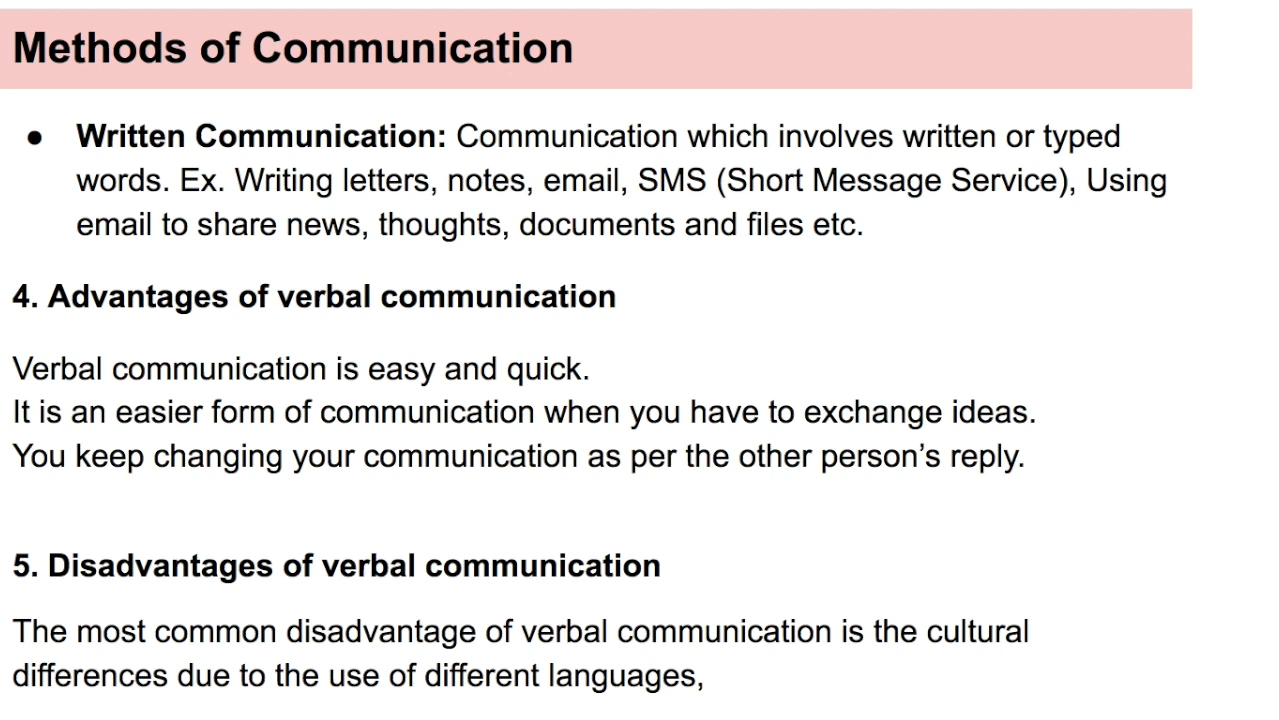 Methods of Communication
● Written Communication: Communication which involves written or typed
words. Ex. Writing letters, notes, email, SMS (Short Message Service), Using
email to share news, thoughts, documents and files etc.
4. Advantages of verbal communication
Verbal communication is easy and quick.
It is an easier form of communication when you have to exchange ideas.
You keep changing your communication as per the other person’s reply.
5. Disadvantages of verbal communication
The most common disadvantage of verbal communication is the cultural
differences due to the use of different languages,